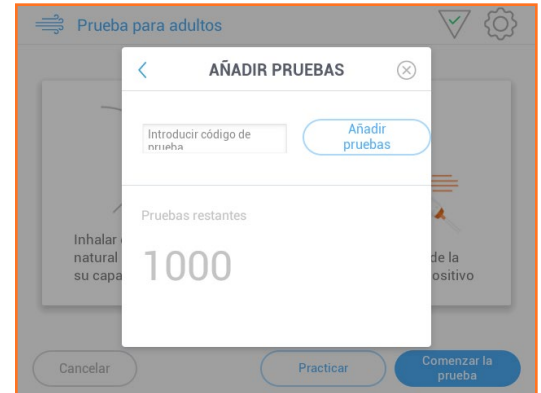 Prueba para adultos
AÑADIR PRUEBAS
Introducir código de
prueba
Añadir
pruebas
Pruebas restantes
1000
Inhalar
natural
su capa
de la
ositivo
Cancelar
Practicar
Comenzar la
prueba